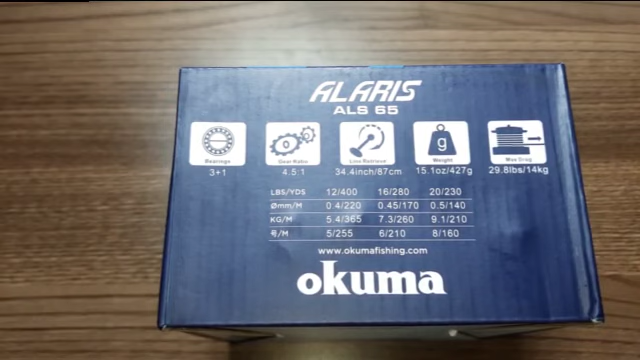 ALARIS
ALS 65
Bearings Gear Ratio Line Retrieve Weight Max Drag
g
3+1 4.5:1 34.4inch/87cm 15.1oz/427g 29.8lbs/14kg
LBS/YDS 12/400 16/280 20/230
Ømm/M 0.4/220 0.45/170 0.5/140
KG/M 5.4/365 7.3/260 9.1/210
号/M 5/255 6/210 8/160
www.okumafishing.com
okuma